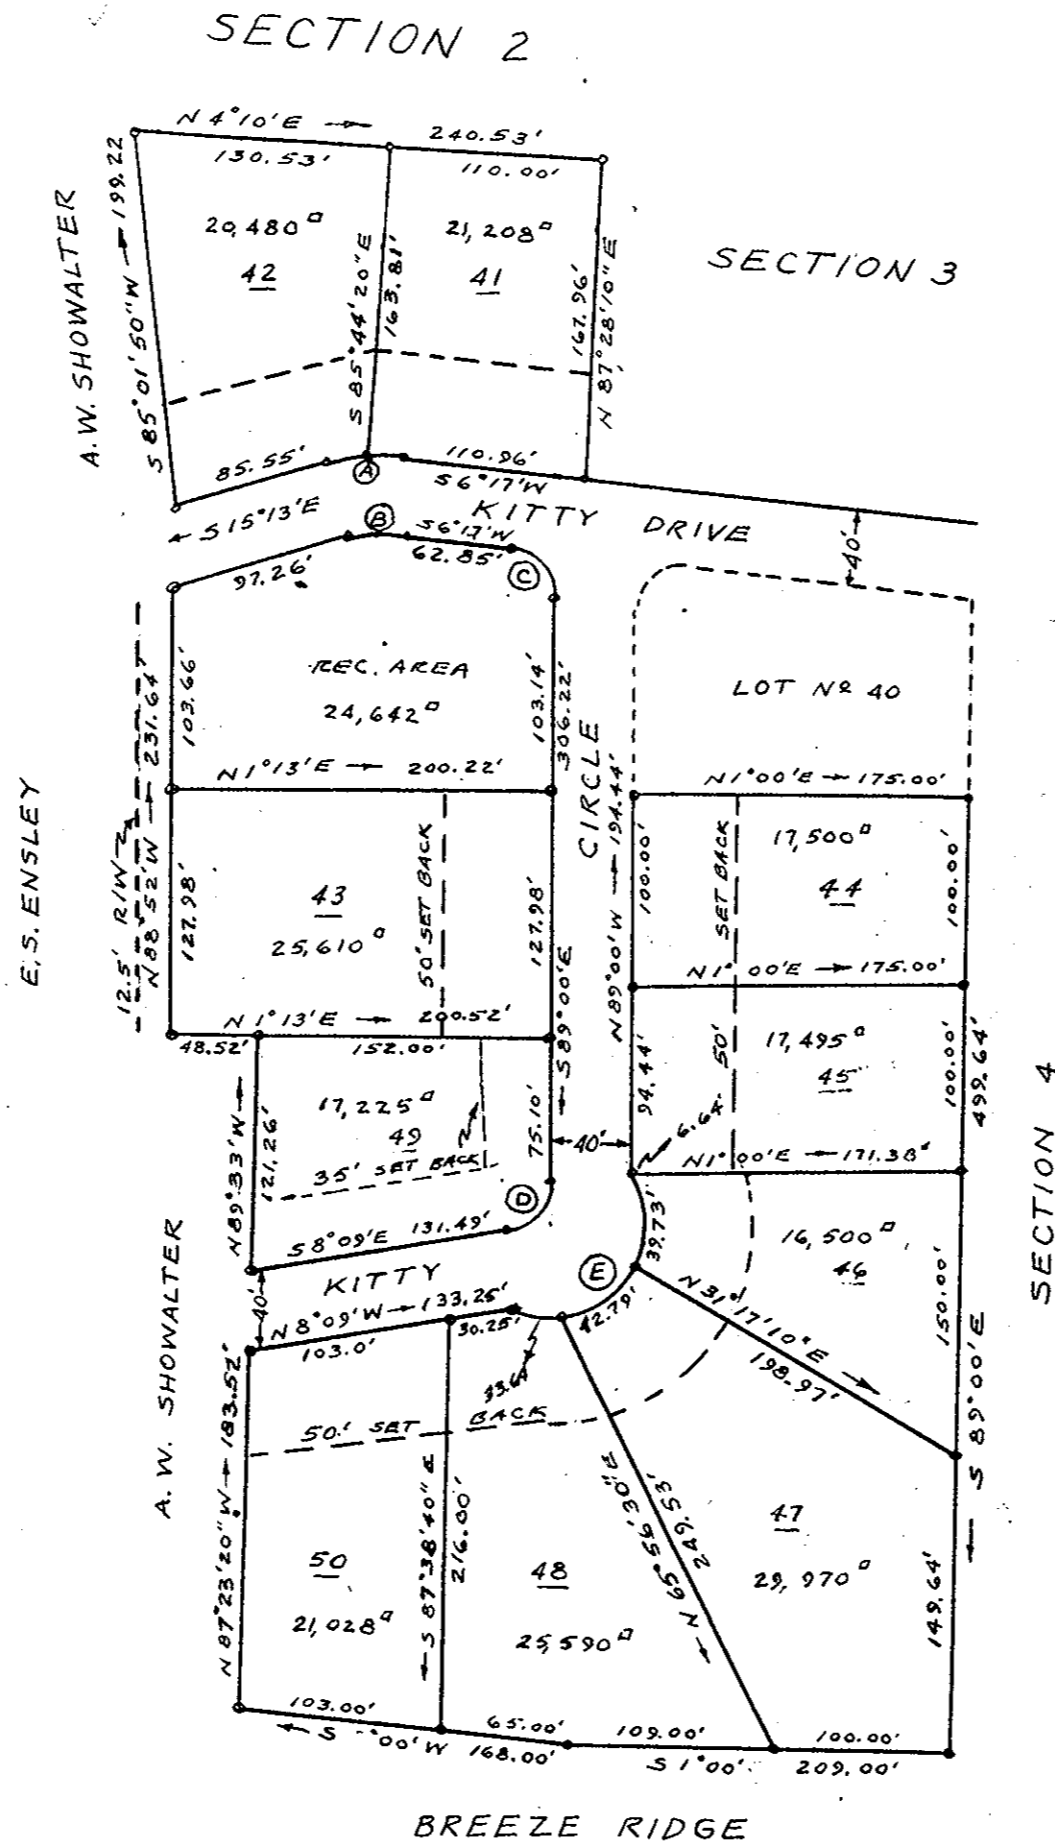 SECTION 2
N 4°10'E → 240.53'
130.53' 110.00'
S 85°01'50"W → 199.22
A.W. SHOWALTER
20,480□
42
S 85°44'20"E
163.81'
21,208□
41
167.96'
N 87°28'10"E
SECTION 3
85.55'
A
110.96'
S 6°17'W
← S 15°13'E
KITTY DRIVE
40'
B
S 6°17'W
62.85'
C
97.26'
REC. AREA
24,642□
103.66'
103.14'
306.22'
N 1°13'E → 200.22'
LOT Nº 40
N 1°00'E → 175.00'
CIRCLE
E.S. ENSLEY
12.5' R/W
N 88°52'W → 231.64'
127.98'
43
25,610□
50' SET BACK
127.98'
N 1°13'E → 200.52'
48.52' 152.00'
← S 89°00'E
N 89°00'W → 194.44'
100.00'
SET BACK
50'
17,500□
44
100.00'
N 1°00'E → 175.00'
94.44'
17,495□
45
100.00'
499.64'
6.64
N 1°00'E ← 171.38'
N 89°33'W →
121.26'
17,225□
49
35' SET BACK
75.10'
40'
D
S 8°09'E 131.49'
KITTY
40'
N 8°09'W → 133.25'
103.0' 30.25'
E
39.73'
42.79'
16,500□
46
150.00'
N 31°17'10"E →
198.97'
SECTION 4
S 89°00'E
A.W. SHOWALTER
N 87°23'20"W → 183.52'
50' SET BACK
← S 87°38'40"E
216.00'
N 65°56'30"E
249.53'
50
21,028□
48
25,590□
47
29,970□
149.64'
103.00' 65.00' 109.00' 100.00'
168.00' S 1°00' 209.00'
BREEZE RIDGE